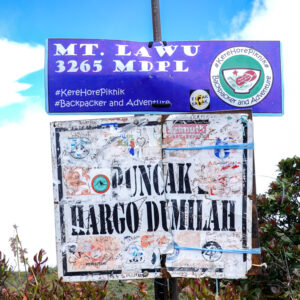 MT. LAWU
3265 MDPL
#KereHorePiknik
#Backpacker and Adventure
#KereHorePiknik
Backpacker and Adventure
PUNCAK
HARGO DUMILAH